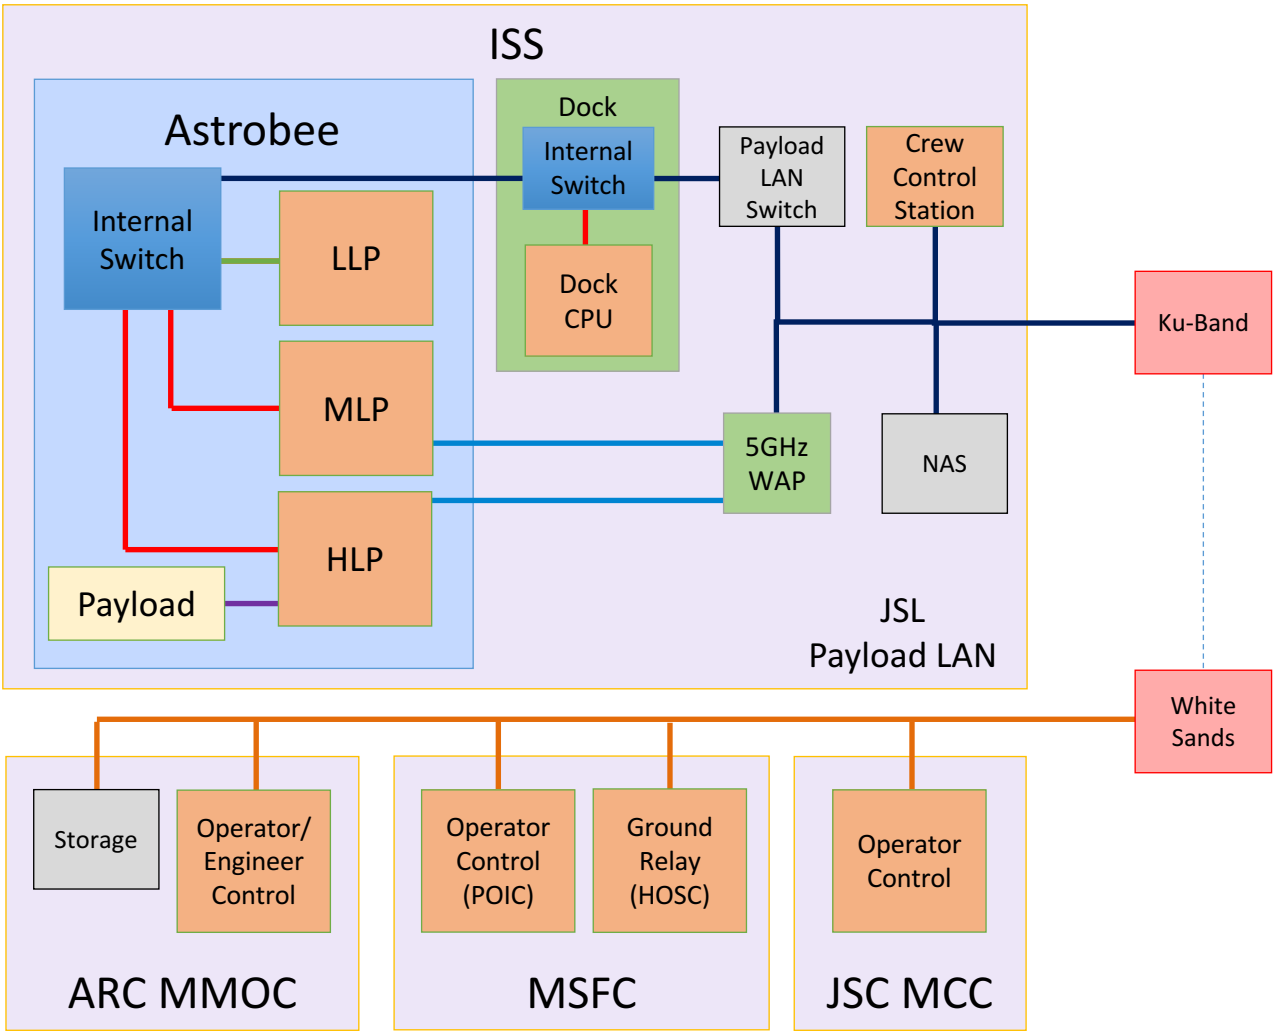 ISS
Astrobee
Internal
Switch
LLP
MLP
HLP
Payload
Dock
Internal
Switch
Dock
CPU
Payload
LAN
Switch
Crew
Control
Station
5GHz
WAP
NAS
JSL
Payload LAN
Ku-Band
White
Sands
Storage
Operator/
Engineer
Control
ARC MMOC
Operator
Control
(POIC)
Ground
Relay
(HOSC)
MSFC
Operator
Control
JSC MCC